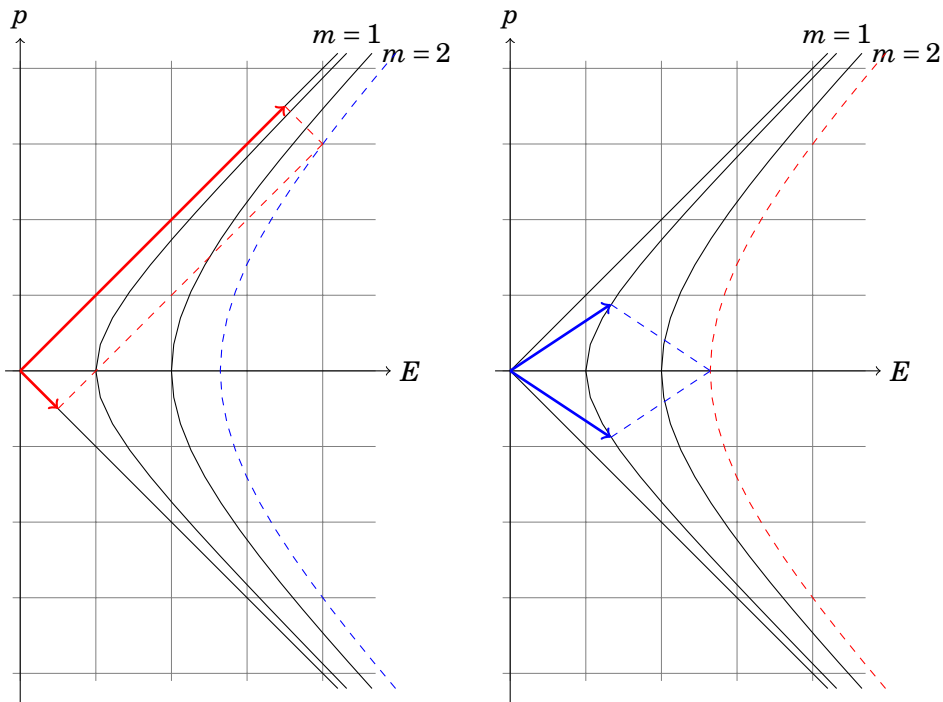 p
m = 1
m = 2
E
p
m = 1
m = 2
E